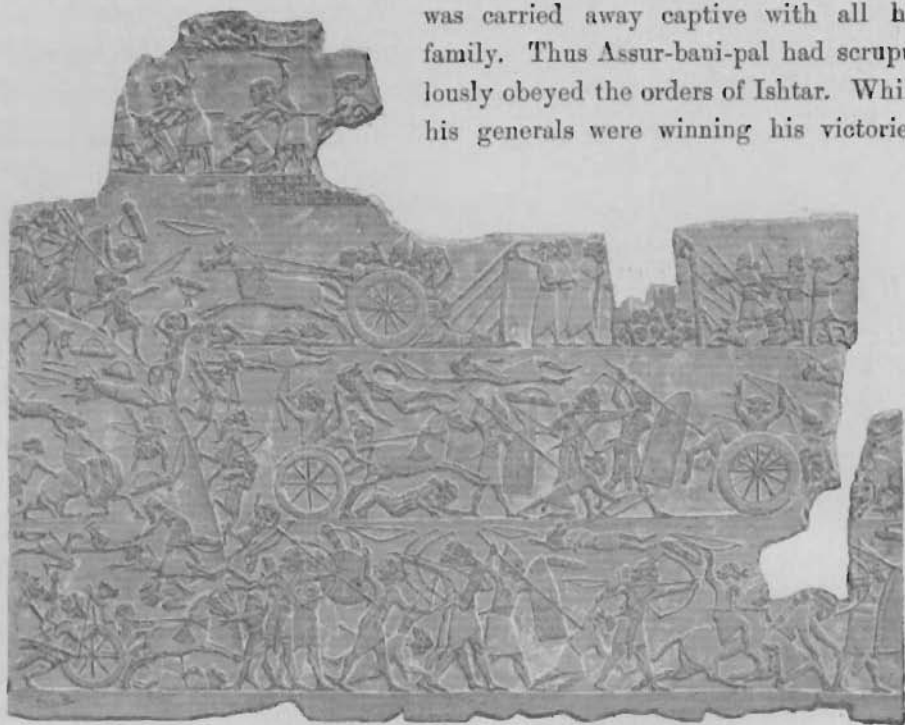 was carried away captive with all h
family. Thus Assur-bani-pal had scrupu
lously obeyed the orders of Ishtar. Whi
his generals were winning his victorie